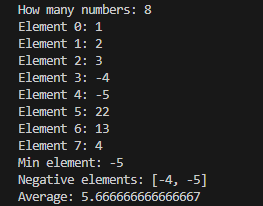 How many numbers: 8
Element 0: 1
Element 1: 2
Element 2: 3
Element 3: -4
Element 4: -5
Element 5: 22
Element 6: 13
Element 7: 4
Min element: -5
Negative elements: [-4, -5]
Average: 5.666666666666667